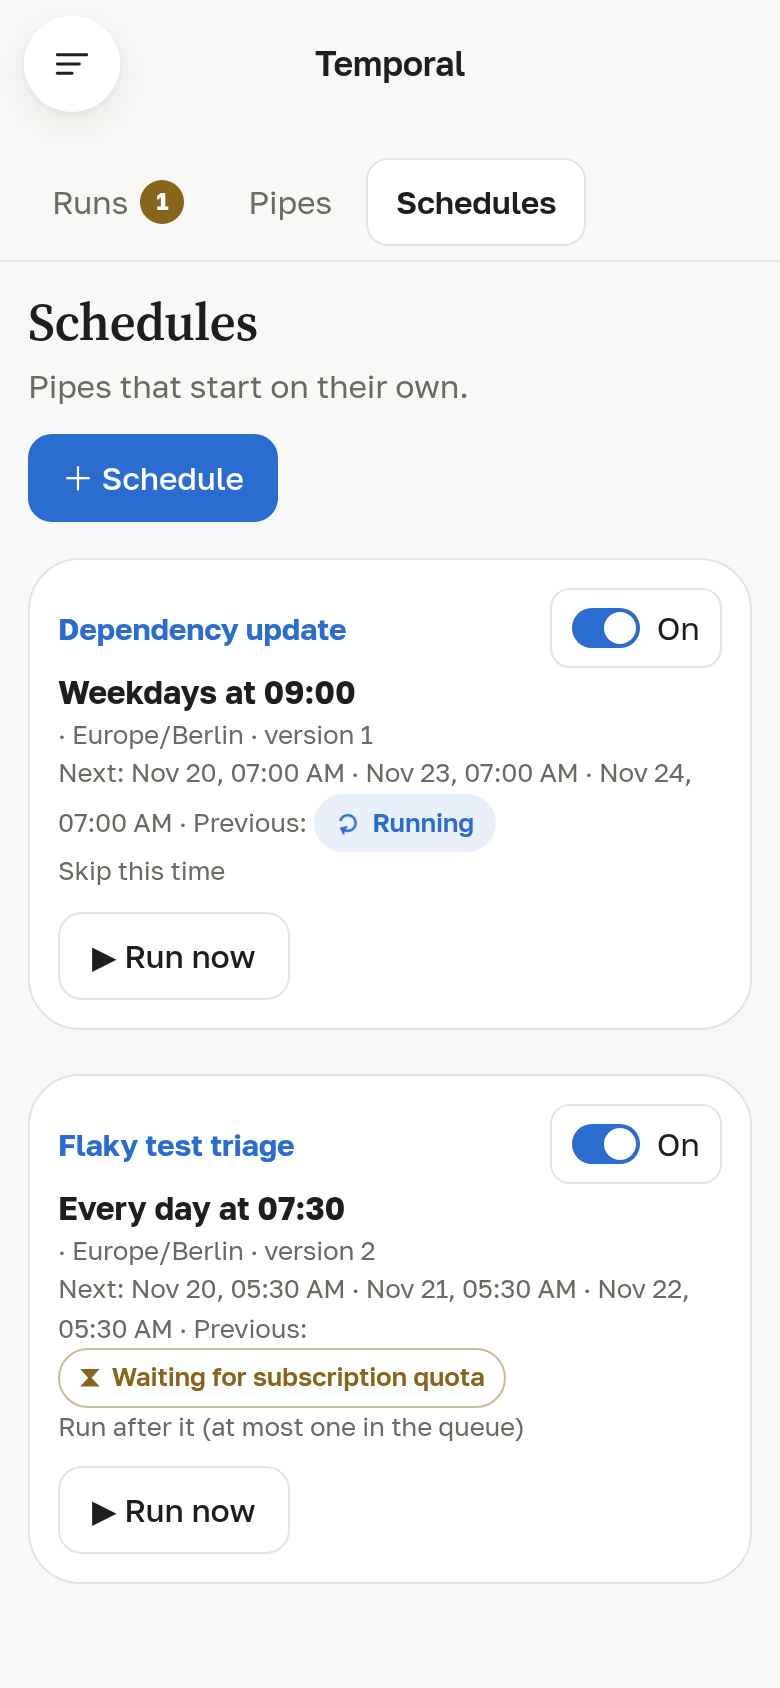 Temporal
Runs 1 Pipes Schedules
Schedules
Pipes that start on their own.
+ Schedule
Dependency update On
Weekdays at 09:00
· Europe/Berlin · version 1
Next: Nov 20, 07:00 AM · Nov 23, 07:00 AM · Nov 24,
07:00 AM · Previous: Running
Skip this time
▶ Run now
Flaky test triage On
Every day at 07:30
· Europe/Berlin · version 2
Next: Nov 20, 05:30 AM · Nov 21, 05:30 AM · Nov 22,
05:30 AM · Previous:
Waiting for subscription quota
Run after it (at most one in the queue)
▶ Run now